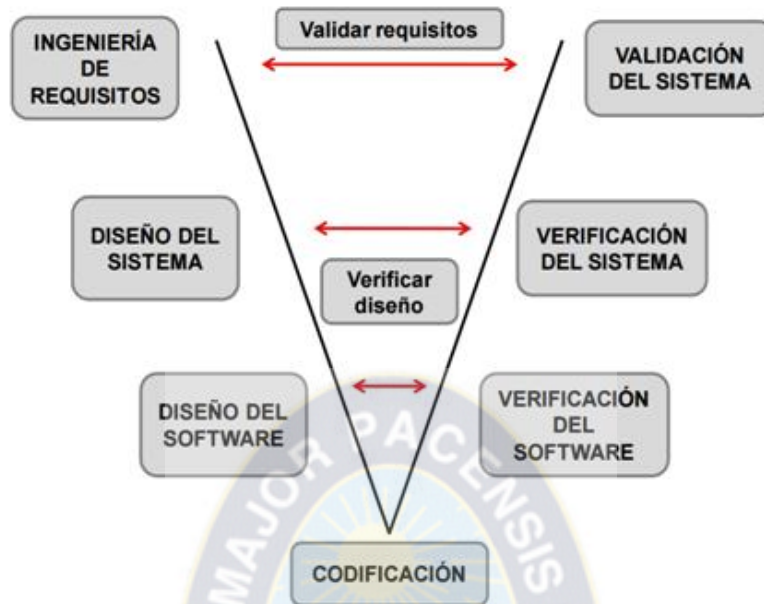 INGENIERÍA
DE
REQUISITOS
Validar requisitos
VALIDACIÓN
DEL SISTEMA
DISEÑO DEL
SISTEMA
VERIFICACIÓN
DEL SISTEMA
Verificar
diseño
DISEÑO DEL
SOFTWARE
VERIFICACIÓN
DEL
SOFTWARE
MAJOR PACENSIS
CODIFICACIÓN